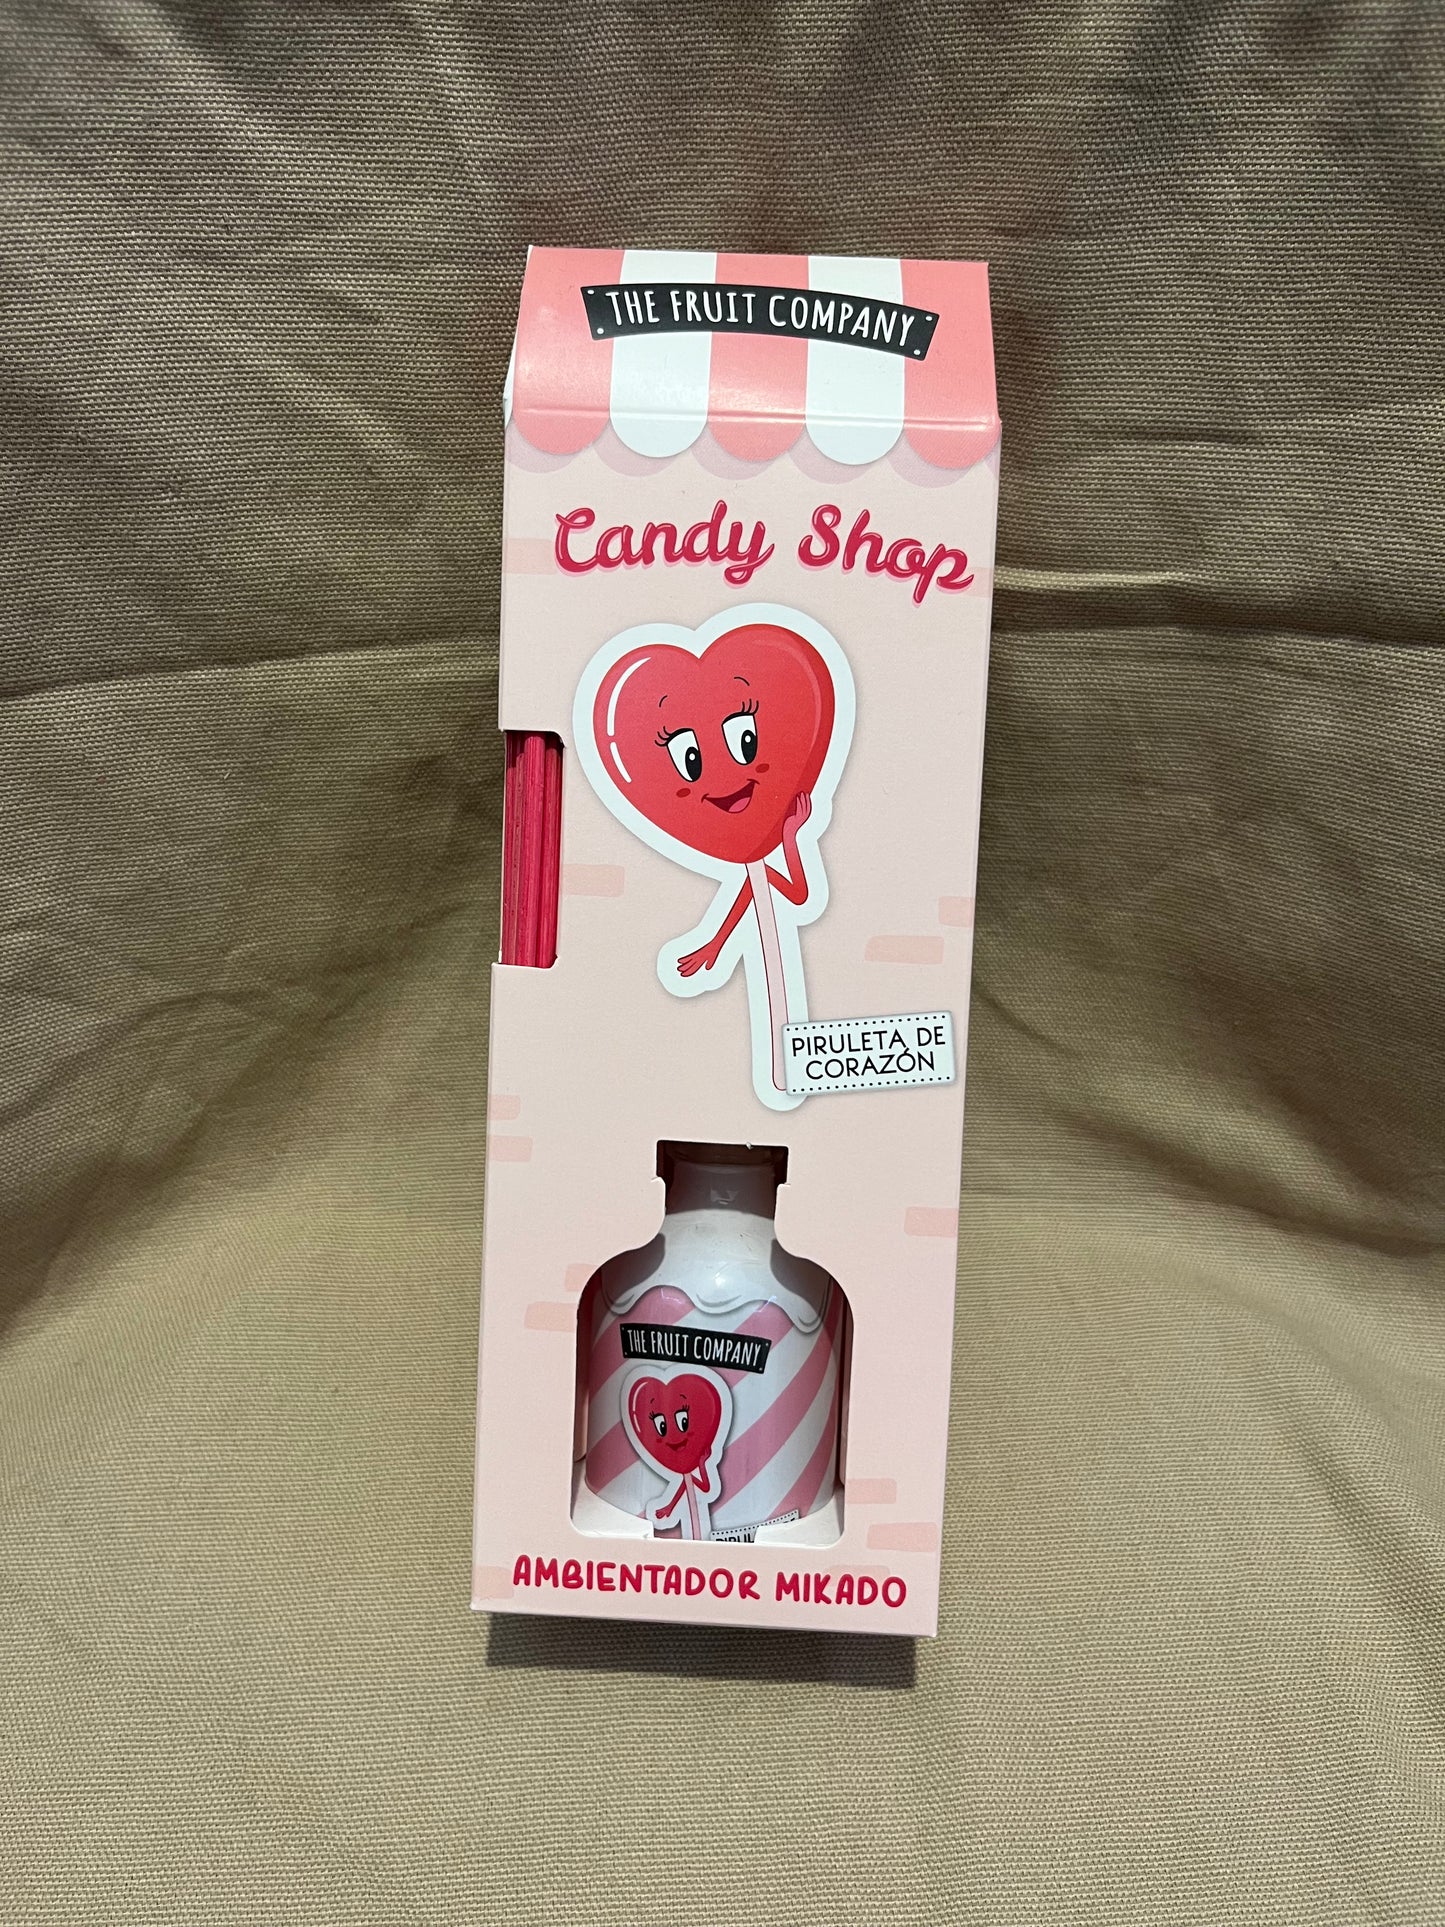 THE FRUIT COMPANY
Candy Shop
PIRULETA DE
CORAZÓN
THE FRUIT COMPANY
AMBIENTADOR MIKADO